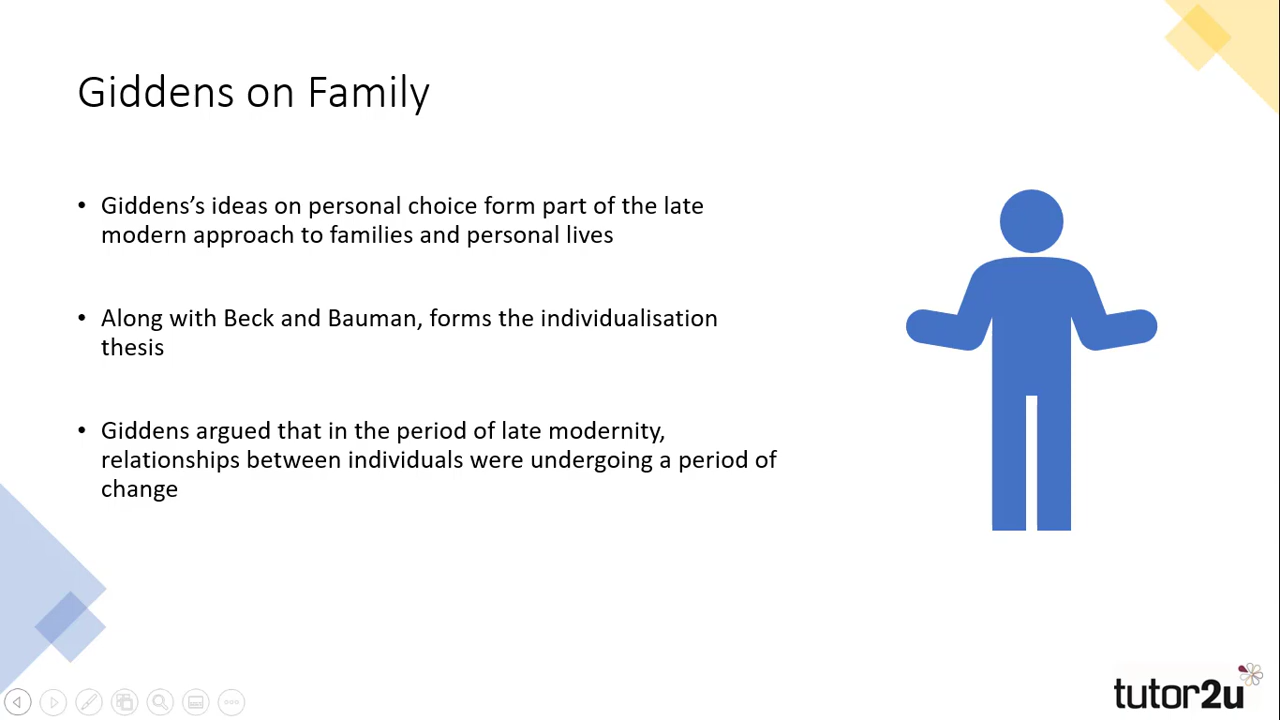 Giddens on Family
• Giddens’s ideas on personal choice form part of the late
modern approach to families and personal lives
• Along with Beck and Bauman, forms the individualisation
thesis
• Giddens argued that in the period of late modernity,
relationships between individuals were undergoing a period of
change
tutor2u